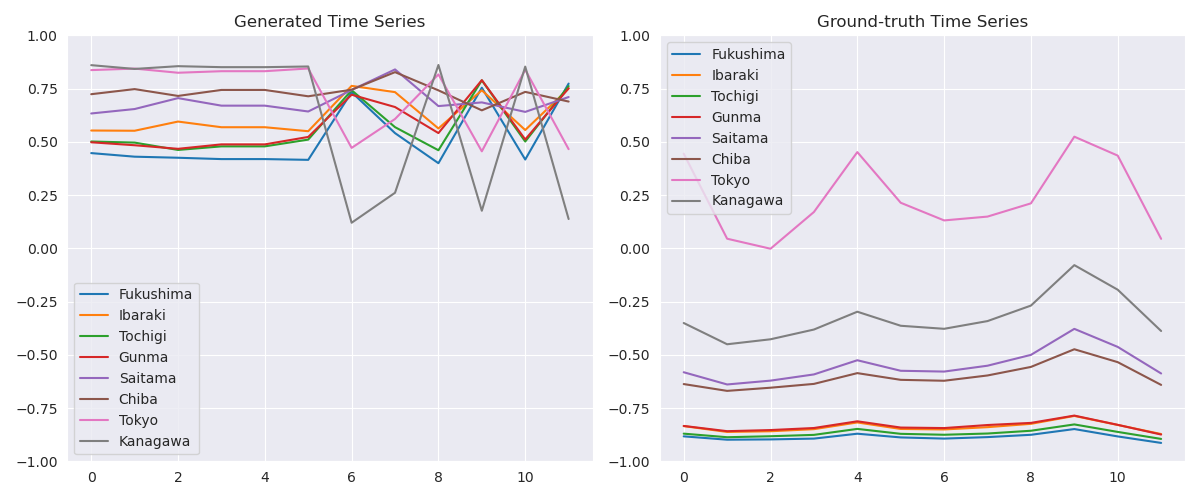 Generated Time Series
1.00
0.75
0.50
0.25
0.00
−0.25
−0.50
−0.75
−1.00
Fukushima
Ibaraki
Tochigi
Gunma
Saitama
Chiba
Tokyo
Kanagawa
0 2 4 6 8 10
Ground-truth Time Series
1.00
0.75
0.50
0.25
0.00
−0.25
−0.50
−0.75
−1.00
Fukushima
Ibaraki
Tochigi
Gunma
Saitama
Chiba
Tokyo
Kanagawa
0 2 4 6 8 10